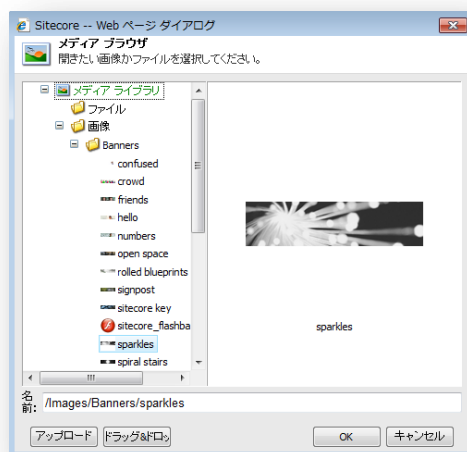 Sitecore -- Web ページ ダイアログ
メディア ブラウザ
開きたい画像かファイルを選択してください。
メディア ライブラリ
ファイル
画像
Banners
confused
crowd
friends
hello
numbers
open space
rolled blueprints
signpost
sitecore key
sitecore_flashba
sparkles
spiral stairs
sparkles
名前: /Images/Banners/sparkles
アップロード ドラッグ&ドロッ OK キャンセル